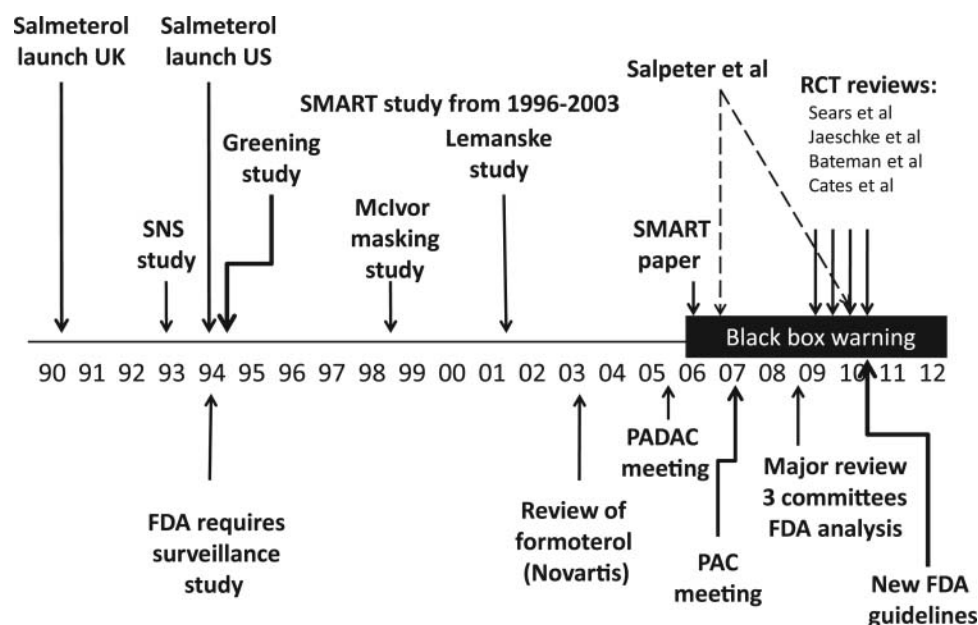 Salmeterol
launch UK
Salmeterol
launch US
Salpeter et al
RCT reviews:
Sears et al
Jaeschke et al
Bateman et al
Cates et al
SMART study from 1996-2003
Greening
study
Lemanske
study
SNS
study
McIvor
masking
study
SMART
paper
Black box warning
90 91 92 93 94 95 96 97 98 99 00 01 02 03 04 05 06 07 08 09 10 11 12
FDA requires
surveillance
study
Review of
formoterol
(Novartis)
PADAC
meeting
PAC
meeting
Major review
3 committees
FDA analysis
New FDA
guidelines